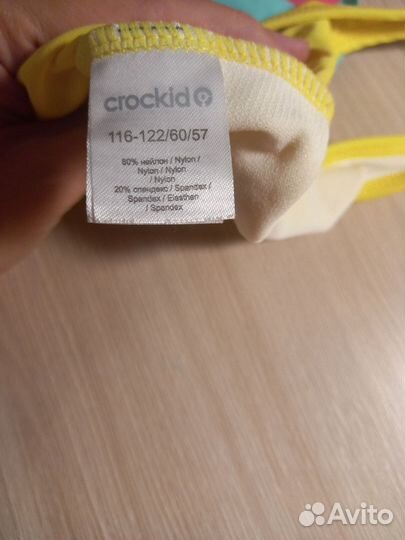 crockid
116-122/60/57
80% нейлон / Nylon /
Nylon / Nylon /
/ Nylon
20% спандекс / Spandex /
Spandex / Elasthan
/ Spandex
Avito